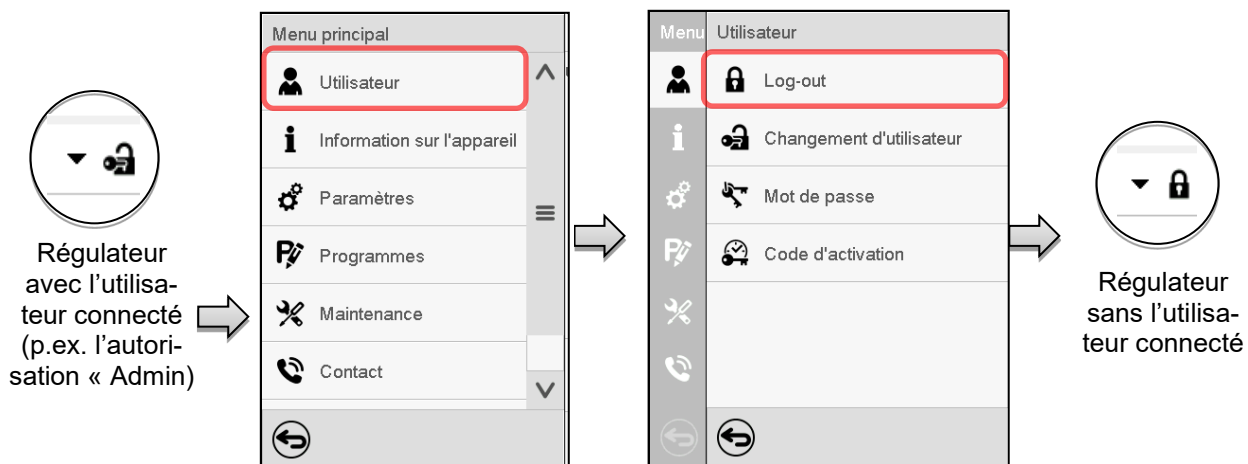 Régulateur
avec l'utilisa-
teur connecté
(p.ex. l'autori-
sation « Admin)
Menu principal
Utilisateur
Information sur l'appareil
Paramètres
Programmes
Maintenance
Contact
Menu
Utilisateur
Log-out
Changement d'utilisateur
Mot de passe
Code d'activation
Régulateur
sans l'utilisa-
teur connecté